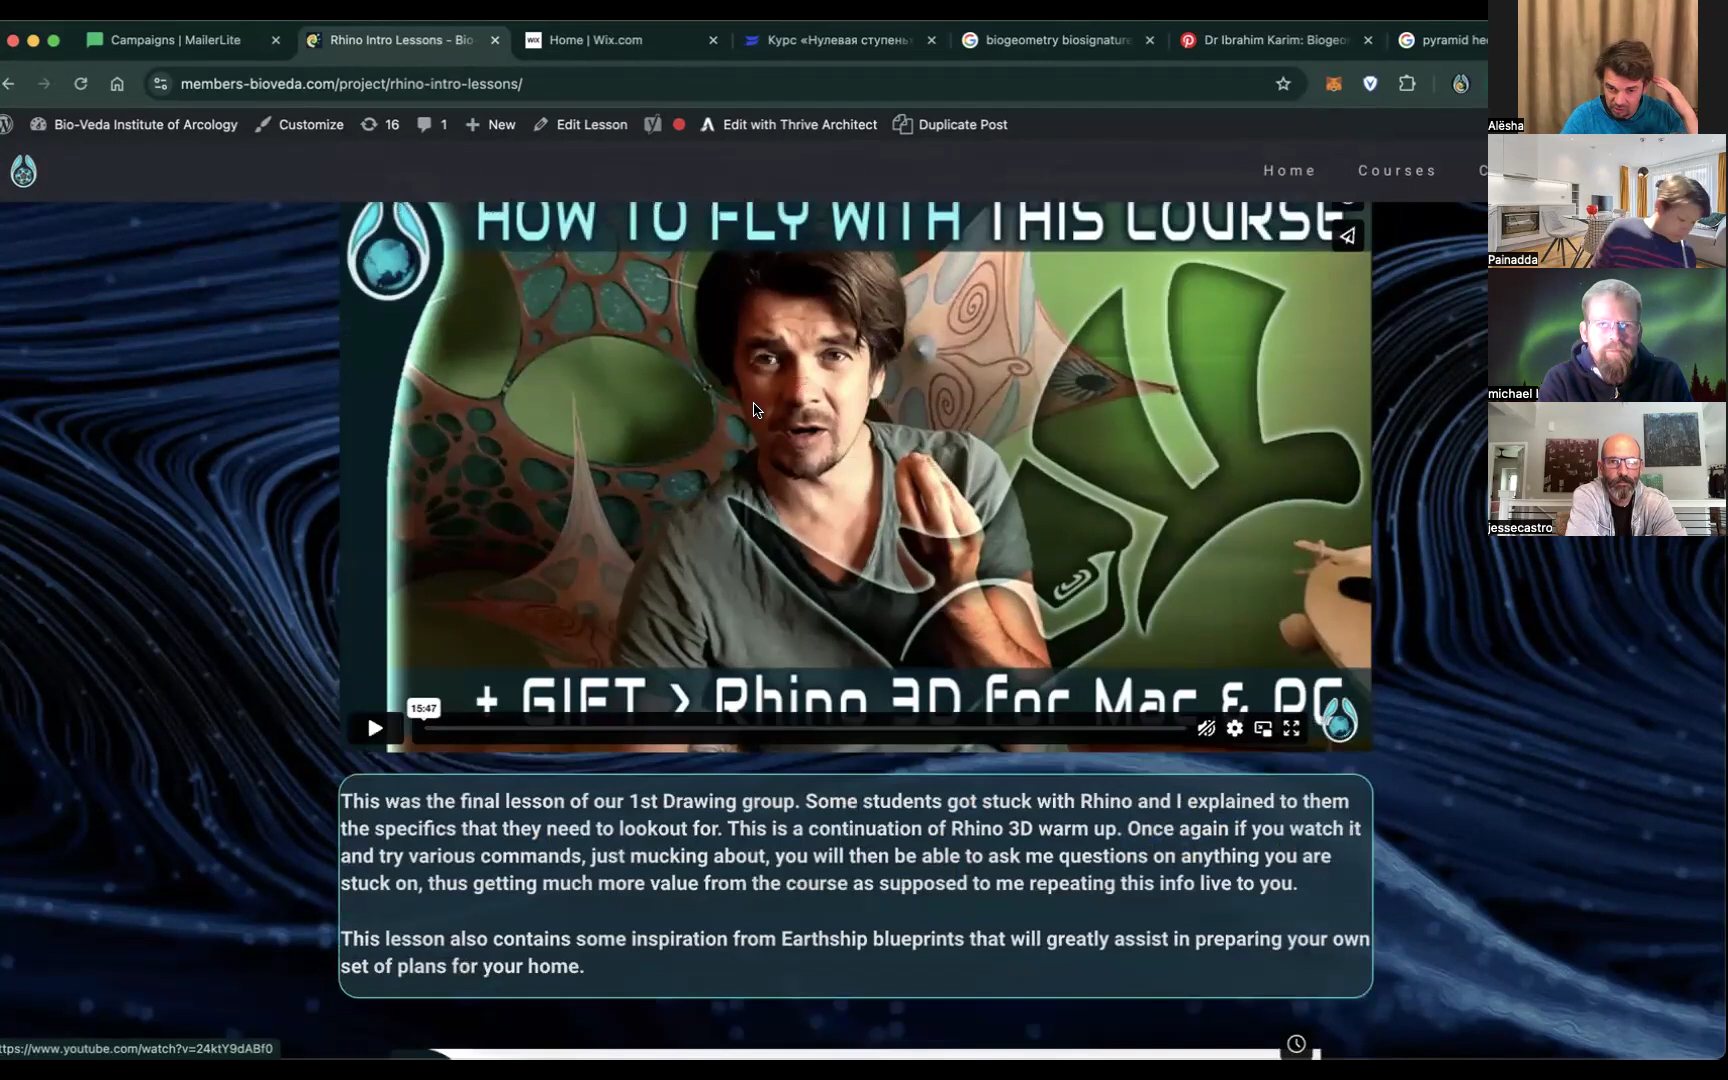 Campaigns | MailerLite
Rhino Intro Lessons - Bio
Home | Wix.com
Курс «Нулевая ступень
biogeometry biosignature
Dr Ibrahim Karim: Biogeo
pyramid he
members-bioveda.com/project/rhino-intro-lessons/
Bio-Veda Institute of Arcology
Customize
16
1
New
Edit Lesson
Edit with Thrive Architect
Duplicate Post
Home
Courses
HOW TO FLY WITH THIS COURSE
+ GIFT > Rhino 3D for Mac & PC
15:47
This was the final lesson of our 1st Drawing group. Some students got stuck with Rhino and I explained to them
the specifics that they need to lookout for. This is a continuation of Rhino 3D warm up. Once again if you watch it
and try various commands, just mucking about, you will then be able to ask me questions on anything you are
stuck on, thus getting much more value from the course as supposed to me repeating this info live to you.
This lesson also contains some inspiration from Earthship blueprints that will greatly assist in preparing your own
set of plans for your home.
ttps://www.youtube.com/watch?v=24ktY9dABf0
Alësha
Painadda
michael l
jessecastro